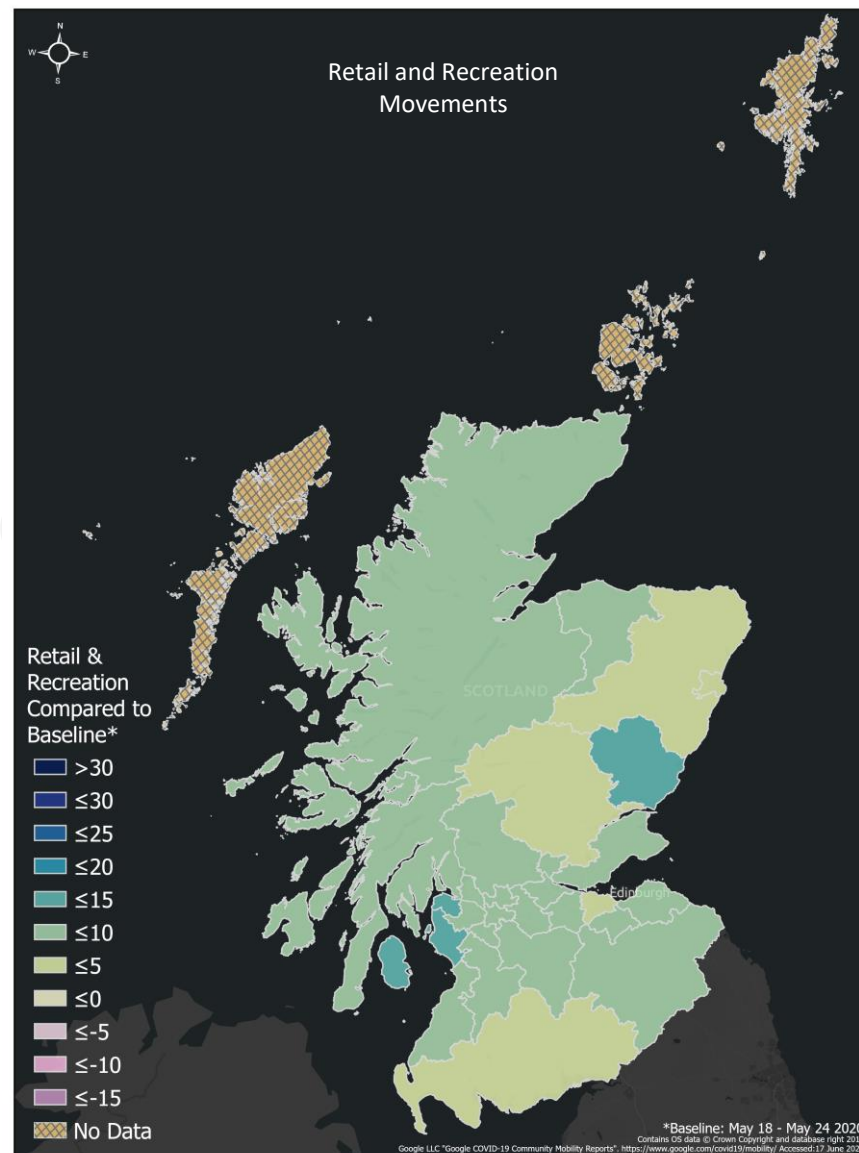 N
W E
S
Retail and Recreation
Movements
SCOTLAND
Edinburgh
Retail &
Recreation
Compared to
Baseline*
>30
≤30
≤25
≤20
≤15
≤10
≤5
≤0
≤-5
≤-10
≤-15
No Data
*Baseline: May 18 - May 24 2020
Contains OS data © Crown Copyright and database right 201
Google LLC "Google COVID-19 Community Mobility Reports". https://www.google.com/covid19/mobility/ Accessed:17 June 202